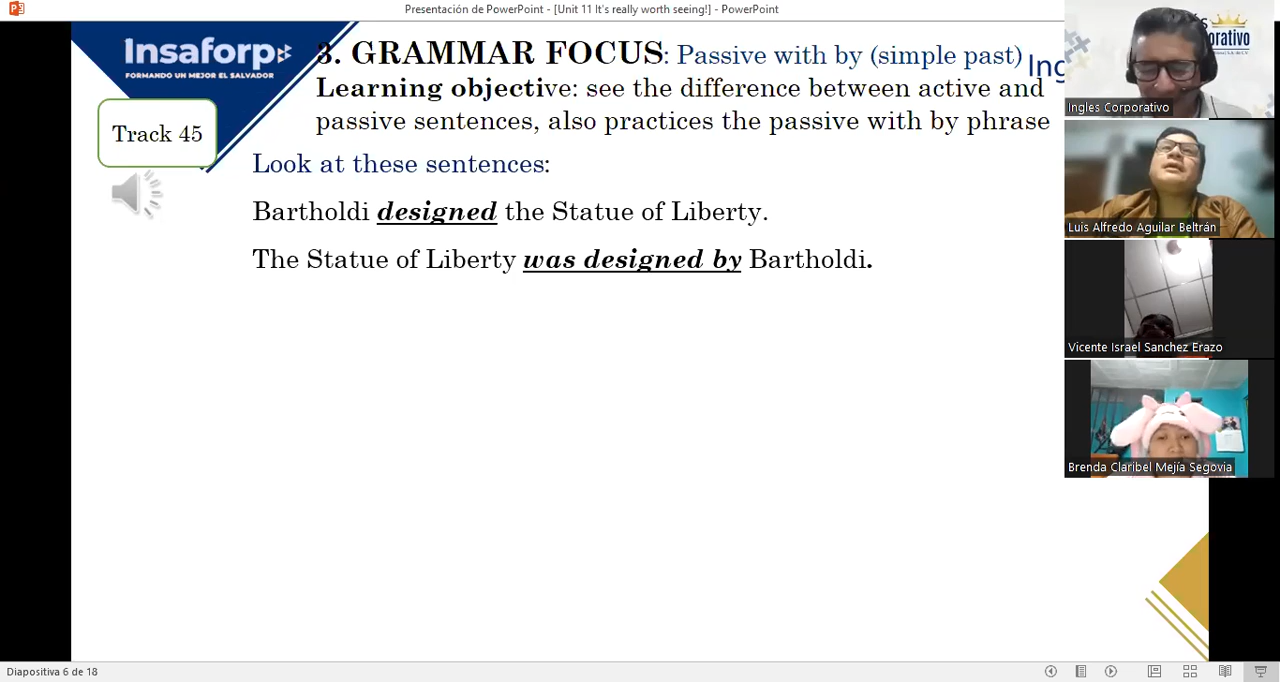 Presentación de PowerPoint - [Unit 11 It's really worth seeing!] - PowerPoint
Insaforp
FORMANDO UN MEJOR EL SALVADOR
3. GRAMMAR FOCUS: Passive with by (simple past)
Learning objective: see the difference between active and
passive sentences, also practices the passive with by phrase
Track 45
Look at these sentences:
Bartholdi designed the Statue of Liberty.
The Statue of Liberty was designed by Bartholdi.
Ingles Corporativo
Luis Alfredo Aguilar Beltrán
Vicente Israel Sanchez Erazo
Brenda Claribel Mejía Segovia
Diapositiva 6 de 18